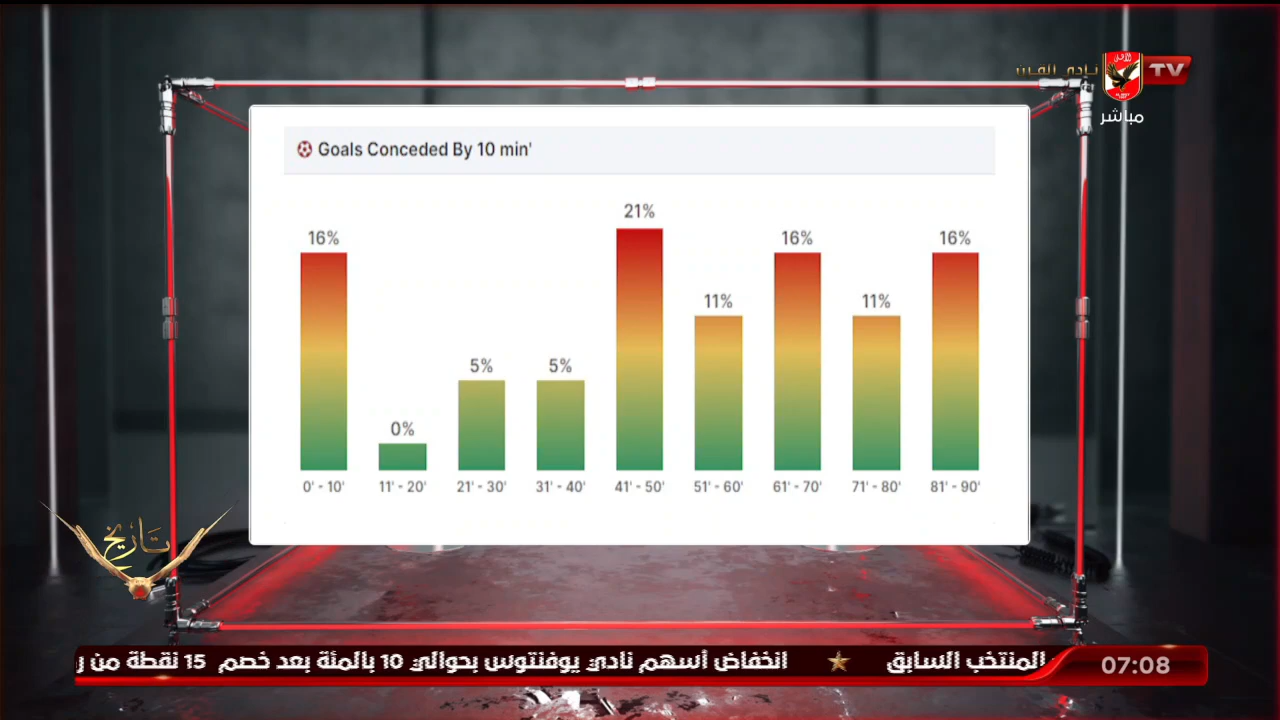 نادي القرن
TV
مباشر
Goals Conceded By 10 min'
21%
16%
16%
16%
11%
11%
5%
5%
0%
0' - 10'
11' - 20'
21' - 30'
31' - 40'
41' - 50'
51' - 60'
61' - 70'
71' - 80'
81' - 90'
تاريخ
المنتخب السابق
انخفاض أسهم نادي يوفنتوس بحوالي 10 بالمئة بعد خصم 15 نقطة من ر
07:08